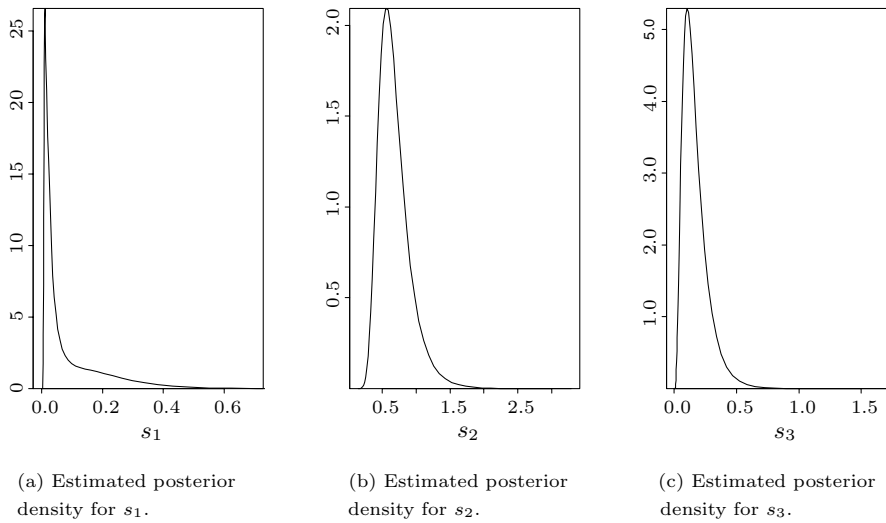 25
20
15
10
5
0
0.0 0.2 0.4 0.6
s1
(a) Estimated posterior
density for s1.
2.0
1.5
1.0
0.5
0.5 1.5 2.5
s2
(b) Estimated posterior
density for s2.
5.0
4.0
3.0
2.0
1.0
0.0 0.5 1.0 1.5
s3
(c) Estimated posterior
density for s3.